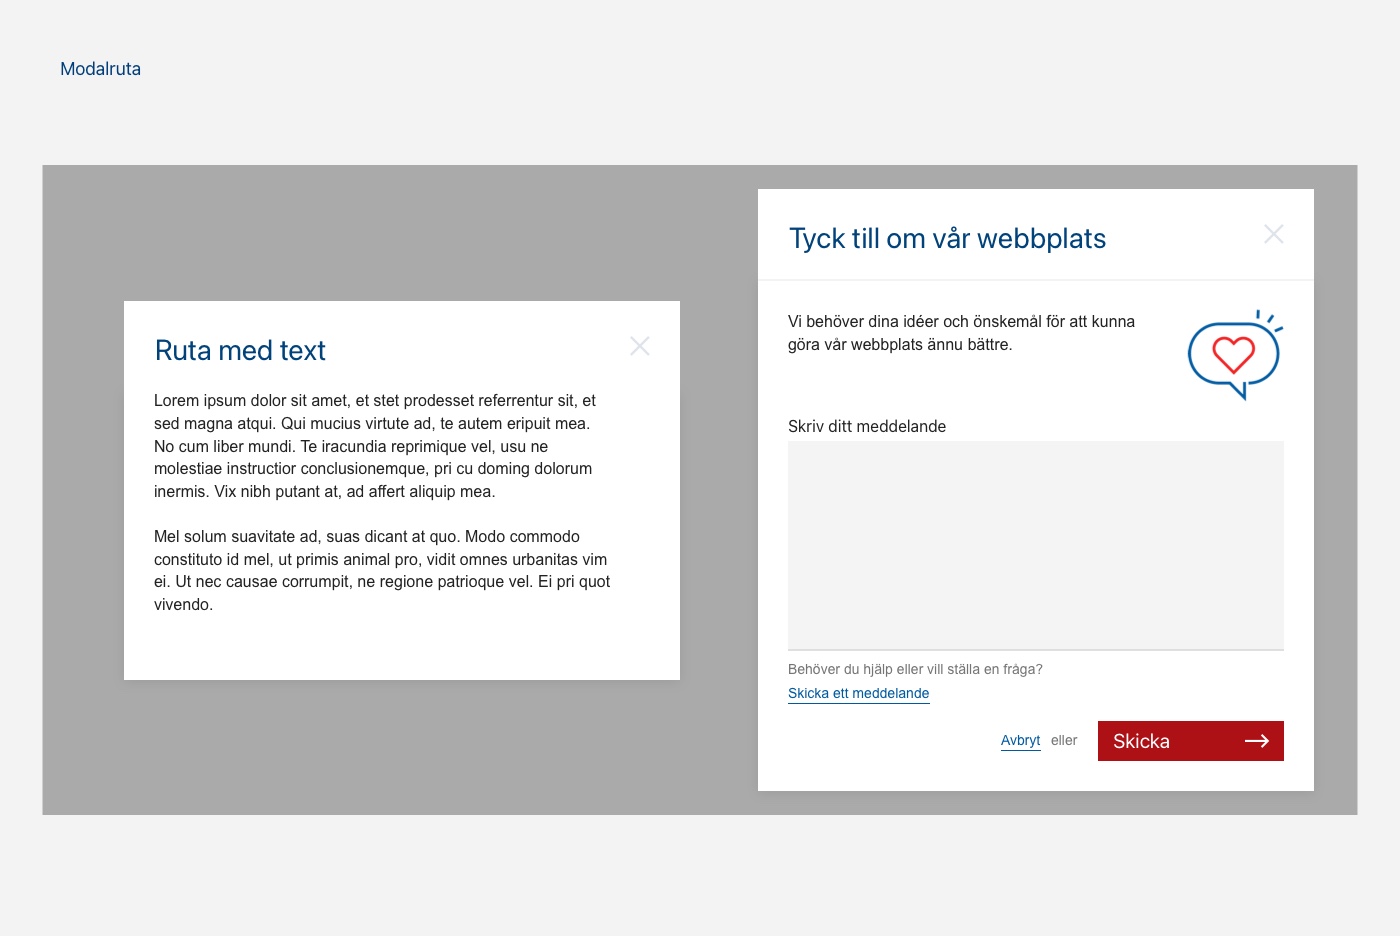 Modalruta
Ruta med text
Lorem ipsum dolor sit amet, et stet prodesset referrentur sit, et
sed magna atqui. Qui mucius virtute ad, te autem eripuit mea.
No cum liber mundi. Te iracundia reprimique vel, usu ne
molestiae instructior conclusionemque, pri cu doming dolorum
inermis. Vix nibh putant at, ad affert aliquip mea.
Mel solum suavitate ad, suas dicant at quo. Modo commodo
constituto id mel, ut primis animal pro, vidit omnes urbanitas vim
ei. Ut nec causae corrumpit, ne regione patrioque vel. Ei pri quot
vivendo.
Tyck till om vår webbplats
Vi behöver dina idéer och önskemål för att kunna
göra vår webbplats ännu bättre.
Skriv ditt meddelande
Behöver du hjälp eller vill ställa en fråga?
Skicka ett meddelande
Avbryt eller Skicka